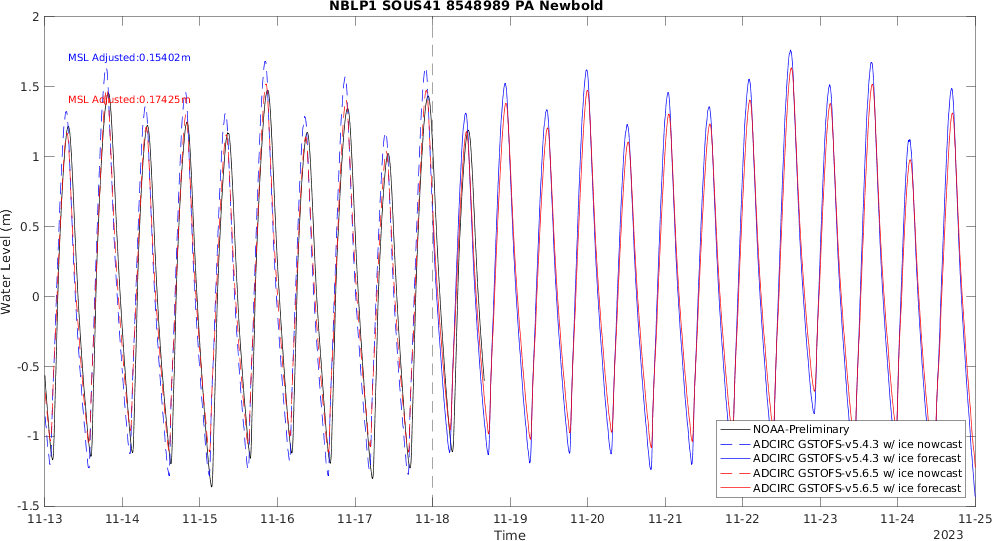 NBLP1 SOUS41 8548989 PA Newbold
MSL Adjusted:0.15402m
MSL Adjusted:0.17425m
Water Level (m)
2
1.5
1
0.5
0
-0.5
-1
-1.5
11-13 11-14 11-15 11-16 11-17 11-18 11-19 11-20 11-21 11-22 11-23 11-24 11-25
Time
2023
NOAA-Preliminary
ADCIRC GSTOFS-v5.4.3 w/ ice nowcast
ADCIRC GSTOFS-v5.4.3 w/ ice forecast
ADCIRC GSTOFS-v5.6.5 w/ ice nowcast
ADCIRC GSTOFS-v5.6.5 w/ ice forecast